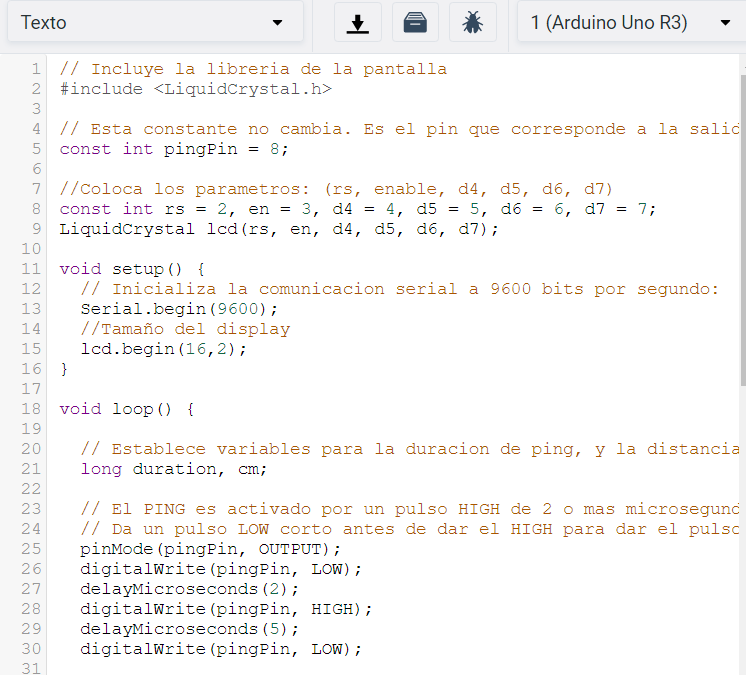 Texto
1 (Arduino Uno R3)
1 // Incluye la libreria de la pantalla
2 #include <LiquidCrystal.h>
3
4 // Esta constante no cambia. Es el pin que corresponde a la salid
5 const int pingPin = 8;
6
7 //Coloca los parametros: (rs, enable, d4, d5, d6, d7)
8 const int rs = 2, en = 3, d4 = 4, d5 = 5, d6 = 6, d7 = 7;
9 LiquidCrystal lcd(rs, en, d4, d5, d6, d7);
10
11 void setup() {
12 // Inicializa la comunicacion serial a 9600 bits por segundo:
13 Serial.begin(9600);
14 //Tamaño del display
15 lcd.begin(16,2);
16 }
17
18 void loop() {
19
20 // Establece variables para la duracion de ping, y la distancia
21 long duration, cm;
22
23 // El PING es activado por un pulso HIGH de 2 o mas microsegund
24 // Da un pulso LOW corto antes de dar el HIGH para dar el pulso
25 pinMode(pingPin, OUTPUT);
26 digitalWrite(pingPin, LOW);
27 delayMicroseconds(2);
28 digitalWrite(pingPin, HIGH);
29 delayMicroseconds(5);
30 digitalWrite(pingPin, LOW);
31